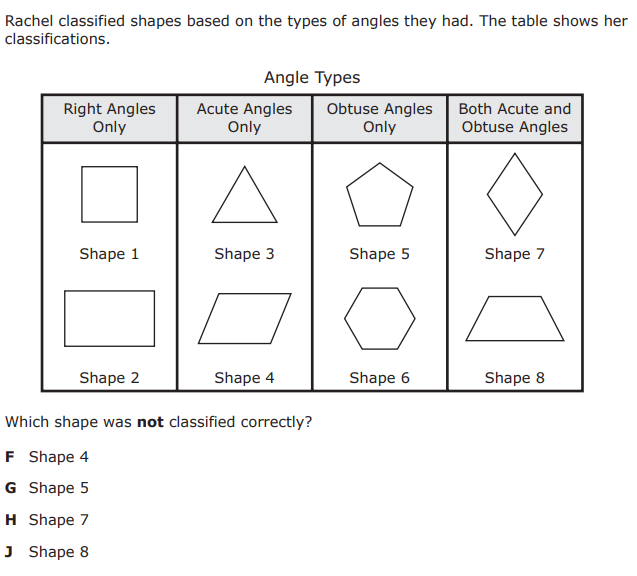 Rachel classified shapes based on the types of angles they had. The table shows her
classifications.
Angle Types
Right Angles
Only
Acute Angles
Only
Obtuse Angles
Only
Both Acute and
Obtuse Angles
Shape 1
Shape 3
Shape 5
Shape 7
Shape 2
Shape 4
Shape 6
Shape 8
Which shape was not classified correctly?
F Shape 4
G Shape 5
H Shape 7
J Shape 8